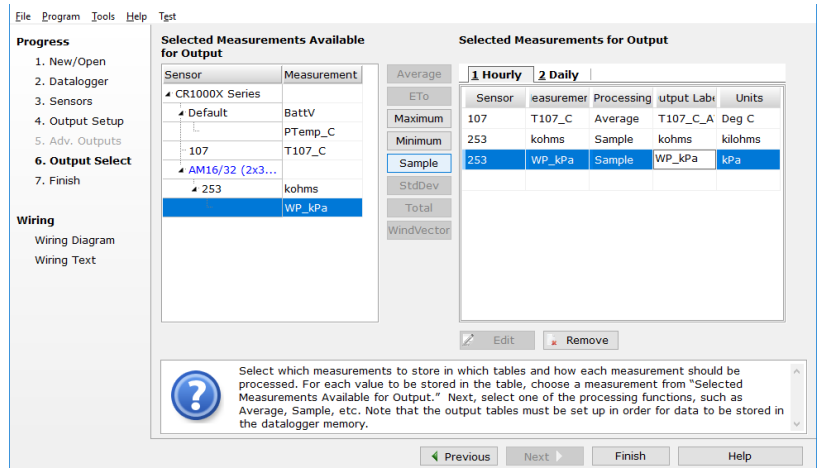 File Program Tools Help Test
Progress
1. New/Open
2. Datalogger
3. Sensors
4. Output Setup
5. Adv. Outputs
6. Output Select
7. Finish
Wiring
Wiring Diagram
Wiring Text
Selected Measurements Available
for Output
Sensor Measurement
CR1000X Series
Default BattV
PTemp_C
107 T107_C
AM16/32 (2x3...
253 kohms
WP_kPa
Average
ETo
Maximum
Minimum
Sample
StdDev
Total
WindVector
Selected Measurements for Output
1 Hourly 2 Daily
Sensor easuremer Processing utput Labe Units
107 T107_C Average T107_C_A Deg C
253 kohms Sample kohms kilohms
253 WP_kPa Sample WP_kPa kPa
Edit Remove
Select which measurements to store in which tables and how each measurement should be
processed. For each value to be stored in the table, choose a measurement from “Selected
Measurements Available for Output.” Next, select one of the processing functions, such as
Average, Sample, etc. Note that the output tables must be set up in order for data to be stored in
the datalogger memory.
Previous Next Finish Help